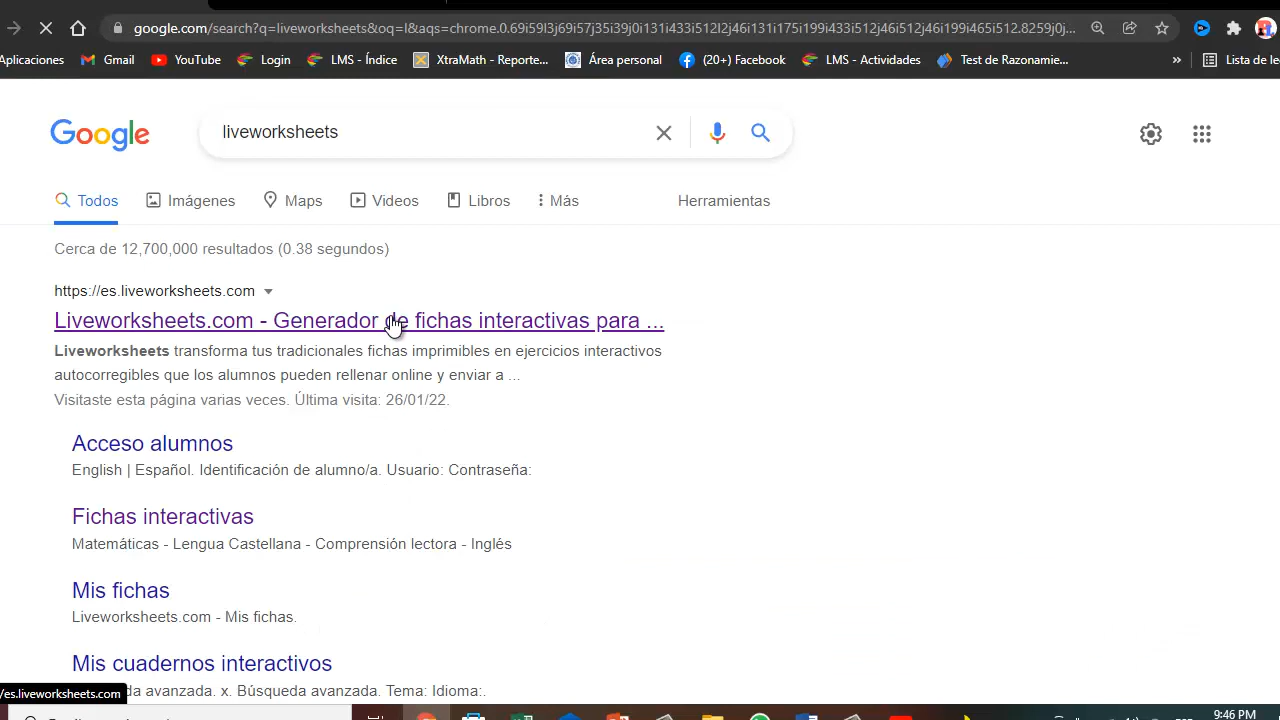 google.com/search?q=liveworksheets&oq=l&aqs=chrome.0.69i59l3j69i57j35i39j0i131i433i512l2j46i131i175i199i433i512j46i512j46i199i465i512.8259j0j...
Aplicaciones Gmail YouTube Login LMS - Índice XtraMath - Reporte... Área personal (20+) Facebook LMS - Actividades Test de Razonamie... » Lista de le
Google liveworksheets
Todos Imágenes Maps Videos Libros Más Herramientas
Cerca de 12,700,000 resultados (0.38 segundos)
https://es.liveworksheets.com
Liveworksheets.com - Generador de fichas interactivas para ...
Liveworksheets transforma tus tradicionales fichas imprimibles en ejercicios interactivos
autocorregibles que los alumnos pueden rellenar online y enviar a ...
Visitaste esta página varias veces. Última visita: 26/01/22.
Acceso alumnos
English | Español. Identificación de alumno/a. Usuario: Contraseña:
Fichas interactivas
Matemáticas - Lengua Castellana - Comprensión lectora - Inglés
Mis fichas
Liveworksheets.com - Mis fichas.
Mis cuadernos interactivos
/es.liveworksheets.com da avanzada. x. Búsqueda avanzada. Tema: Idioma:.
9:46 PM